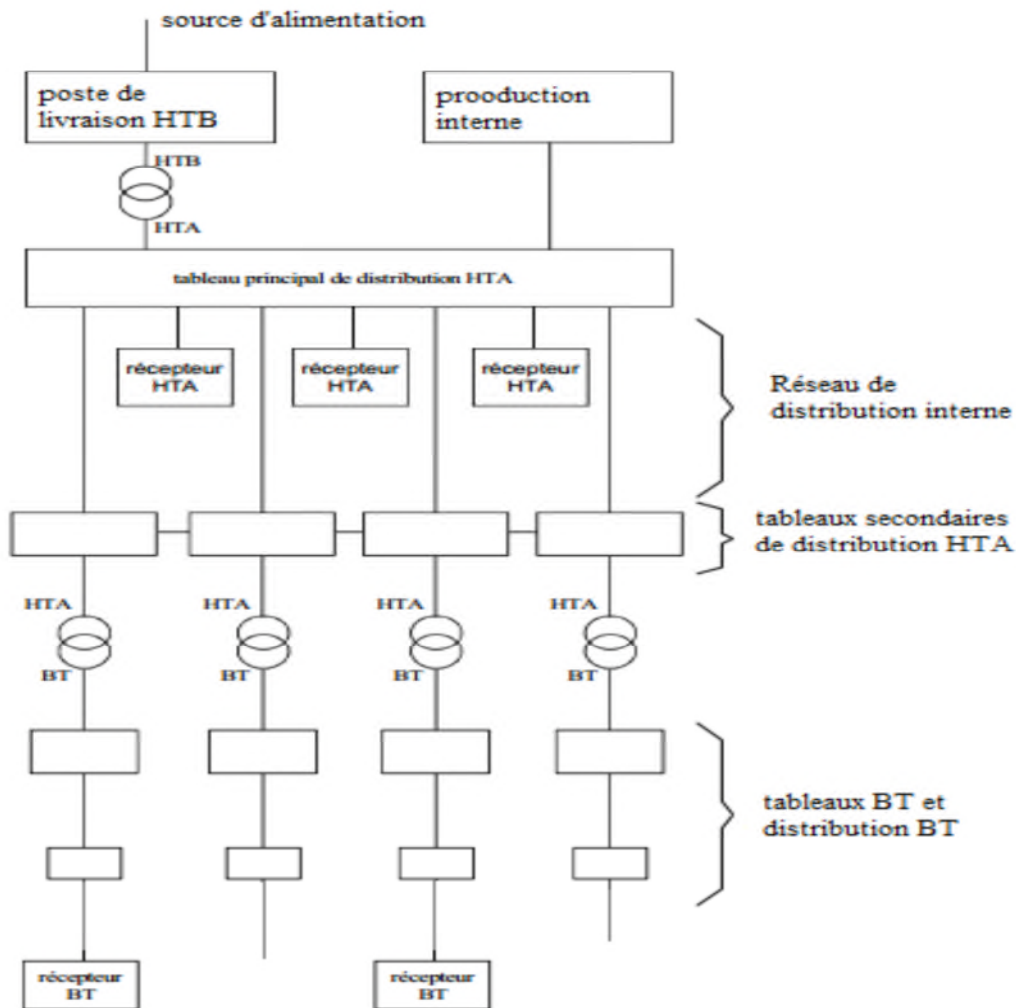 source d'alimentation
poste de
livraison HTB
prooduction
interne
HTB
HTA
tableau principal de distribution HTA
récepteur
HTA
récepteur
HTA
récepteur
HTA
Réseau de
distribution interne
tableaux secondaires
de distribution HTA
HTA
HTA
HTA
HTA
BT
BT
BT
BT
tableaux BT et
distribution BT
récepteur
BT
récepteur
BT